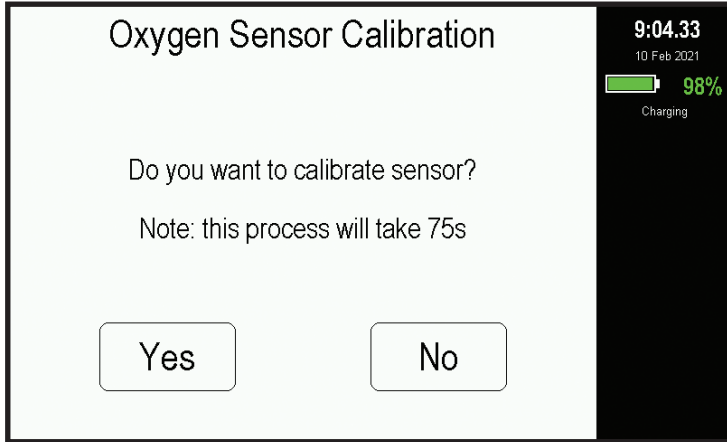 Oxygen Sensor Calibration
Do you want to calibrate sensor?
Note: this process will take 75s
Yes
No
9:04.33
10 Feb 2021
98%
Charging